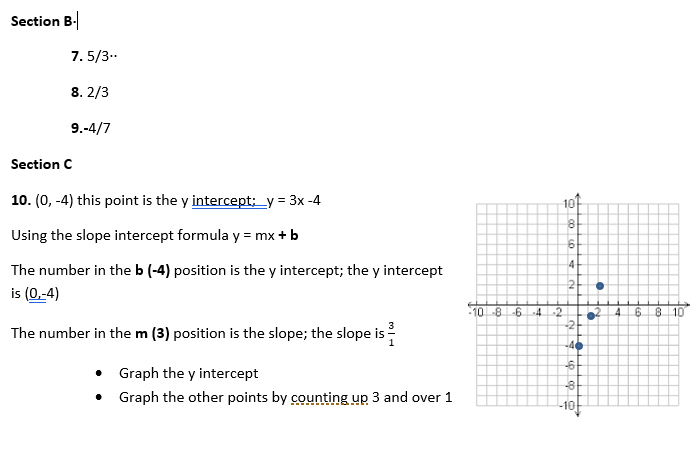 Section B·
7. 5/3··
8. 2/3
9.-4/7
Section C
10. (0, -4) this point is the y intercept;  y = 3x -4
Using the slope intercept formula y = mx + b
The number in the b (-4) position is the y intercept; the y intercept
is (0,-4)
The number in the m (3) position is the slope; the slope is 3/1
• Graph the y intercept
• Graph the other points by counting up 3 and over 1
10
8
6
4
2
-10 -8 -6 -4 -2 2 4 6 8 10
-2
-4
-6
-8
-10